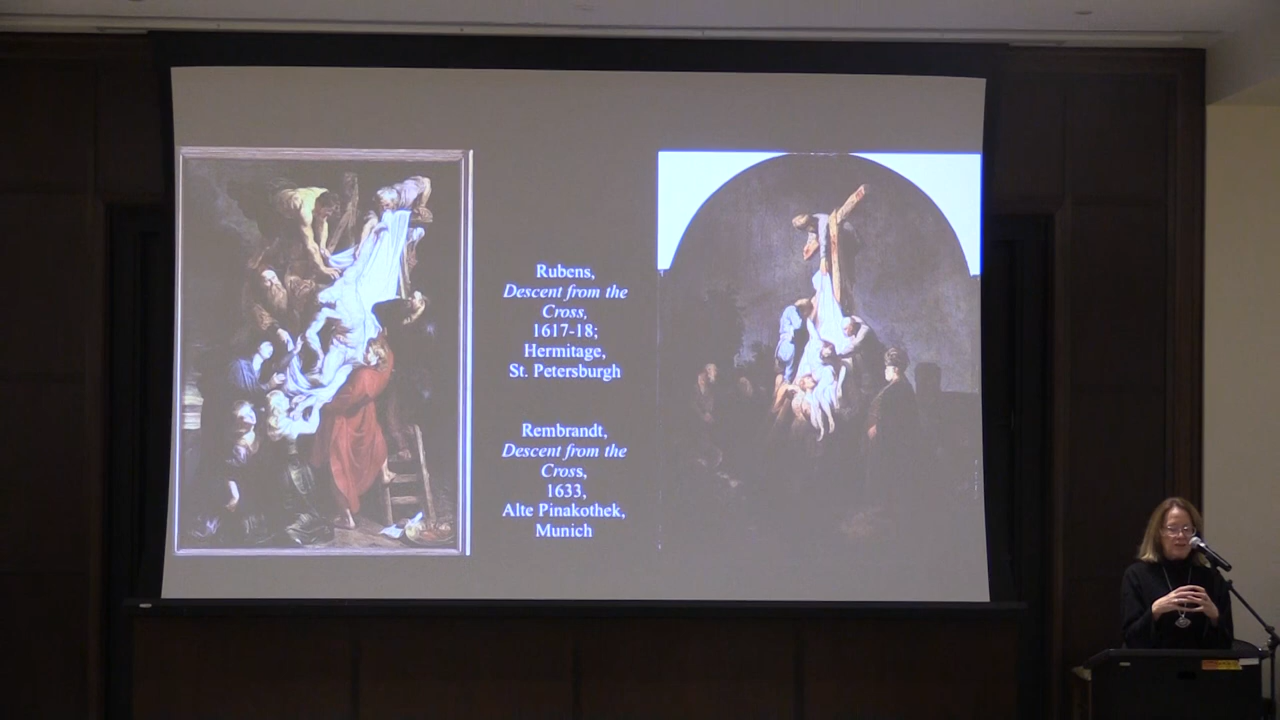 Rubens,
Descent from the
Cross,
1617-18;
Hermitage,
St. Petersburgh
Rembrandt,
Descent from the
Cross,
1633,
Alte Pinakothek,
Munich